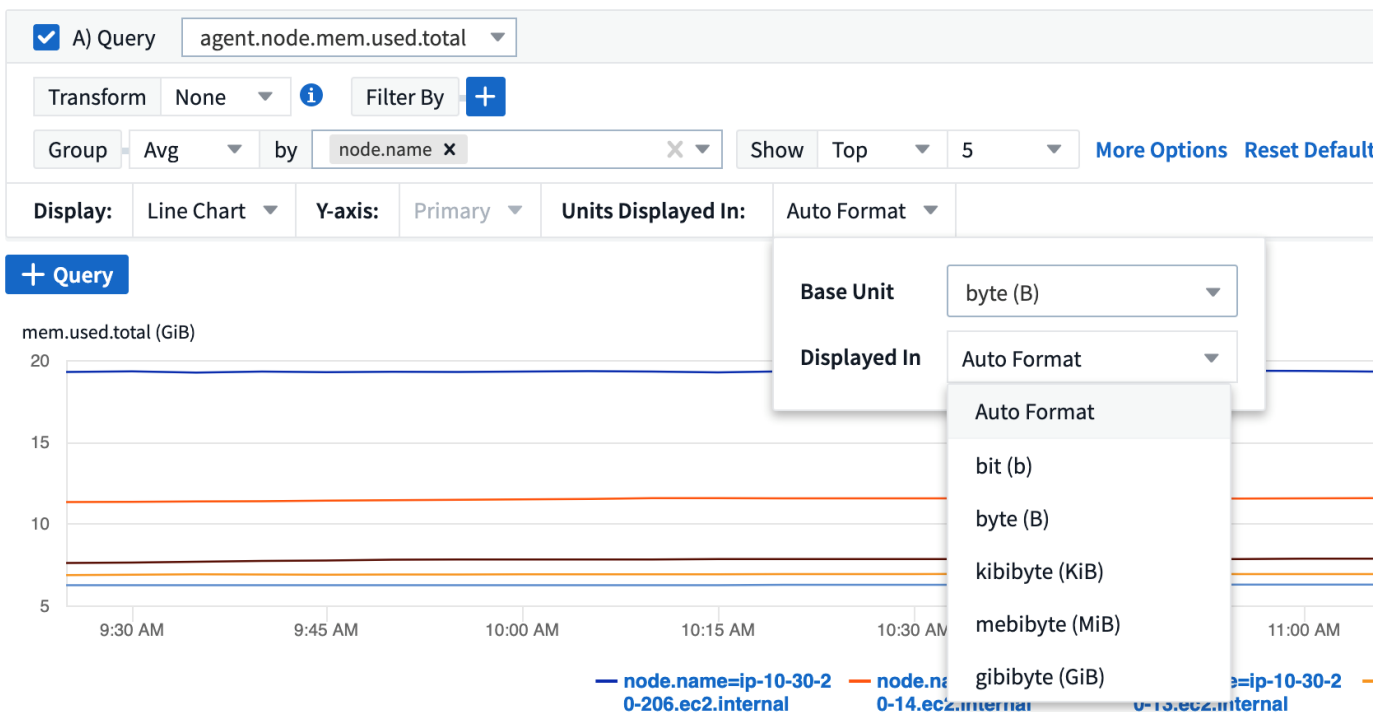 A) Query agent.node.mem.used.total
Transform None i Filter By +
Group Avg by node.name × × Show Top 5 More Options Reset Default
Display: Line Chart Y-axis: Primary Units Displayed In: Auto Format
+ Query
Base Unit byte (B)
Displayed In Auto Format
Auto Format
bit (b)
byte (B)
kibibyte (KiB)
mebibyte (MiB)
gibibyte (GiB)
mem.used.total (GiB)
20
15
10
5
9:30 AM 9:45 AM 10:00 AM 10:15 AM 10:30 AM 11:00 AM
node.name=ip-10-30-2 node.na e=ip-10-30-2
0-206.ec2.internal 0-14.ec2.internal 0-13.ec2.internal